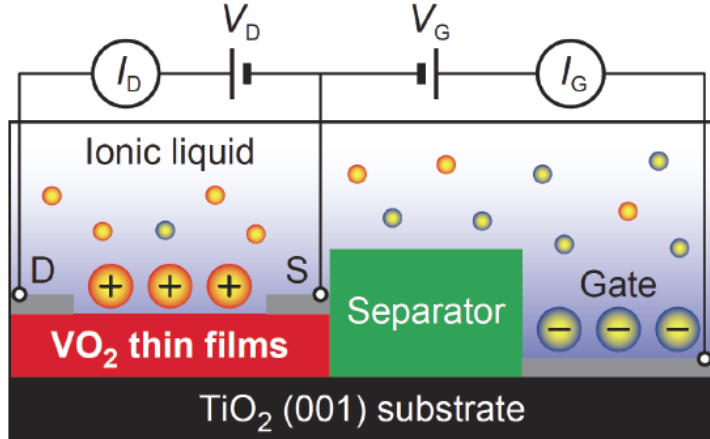 V_D V_G
I_D I_G
Ionic liquid
D S Gate
+ + + − − −
Separator
VO₂ thin films
TiO₂ (001) substrate